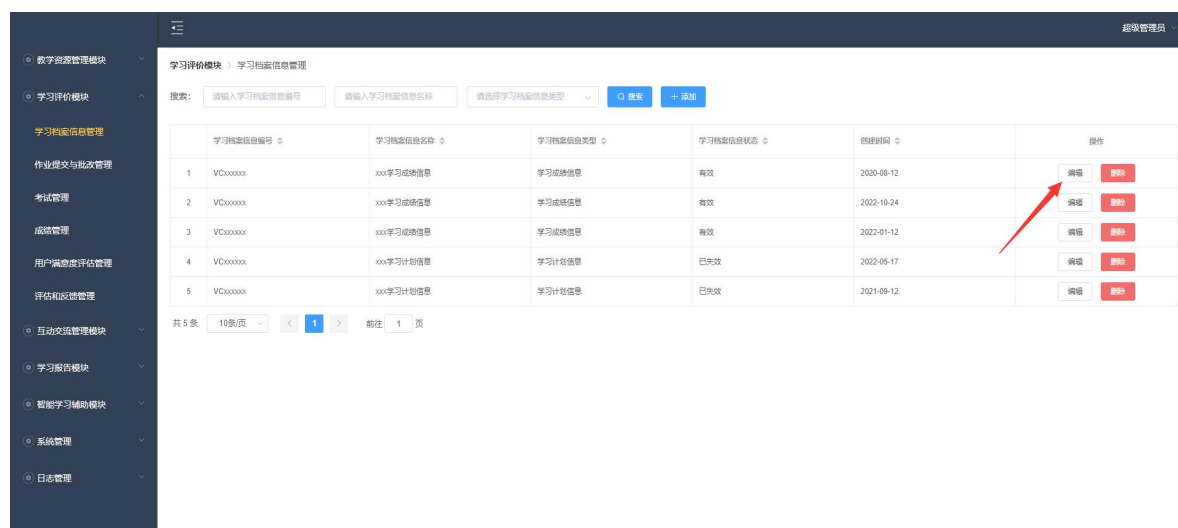 超级管理员
教学资源管理模块
学习评价模块
学习档案信息管理
作业提交与批改管理
考试管理
成绩管理
用户满意度评估管理
评估和反馈管理
互动交流管理模块
学习报告模块
智能学习辅助模块
系统管理
日志管理
学习评价模块 > 学习档案信息管理
搜索: 请输入学习档案信息编号 请输入学习档案信息名称 请选择学习档案信息类型 搜索 + 添加
学习档案信息编号 学习档案信息名称 学习档案信息类型 学习档案信息状态 创建时间 操作
1 VCxxxxxx xxx学习成绩信息 学习成绩信息 有效 2020-08-12 编辑 删除
2 VCxxxxxx xxx学习成绩信息 学习成绩信息 有效 2022-10-24 编辑 删除
3 VCxxxxxx xxx学习成绩信息 学习成绩信息 有效 2022-01-12 编辑 删除
4 VCxxxxxx xxx学习计划信息 学习计划信息 已失效 2022-05-17 编辑 删除
5 VCxxxxxx xxx学习计划信息 学习计划信息 已失效 2021-09-12 编辑 删除
共 5 条 10条/页 < 1 > 前往 1 页